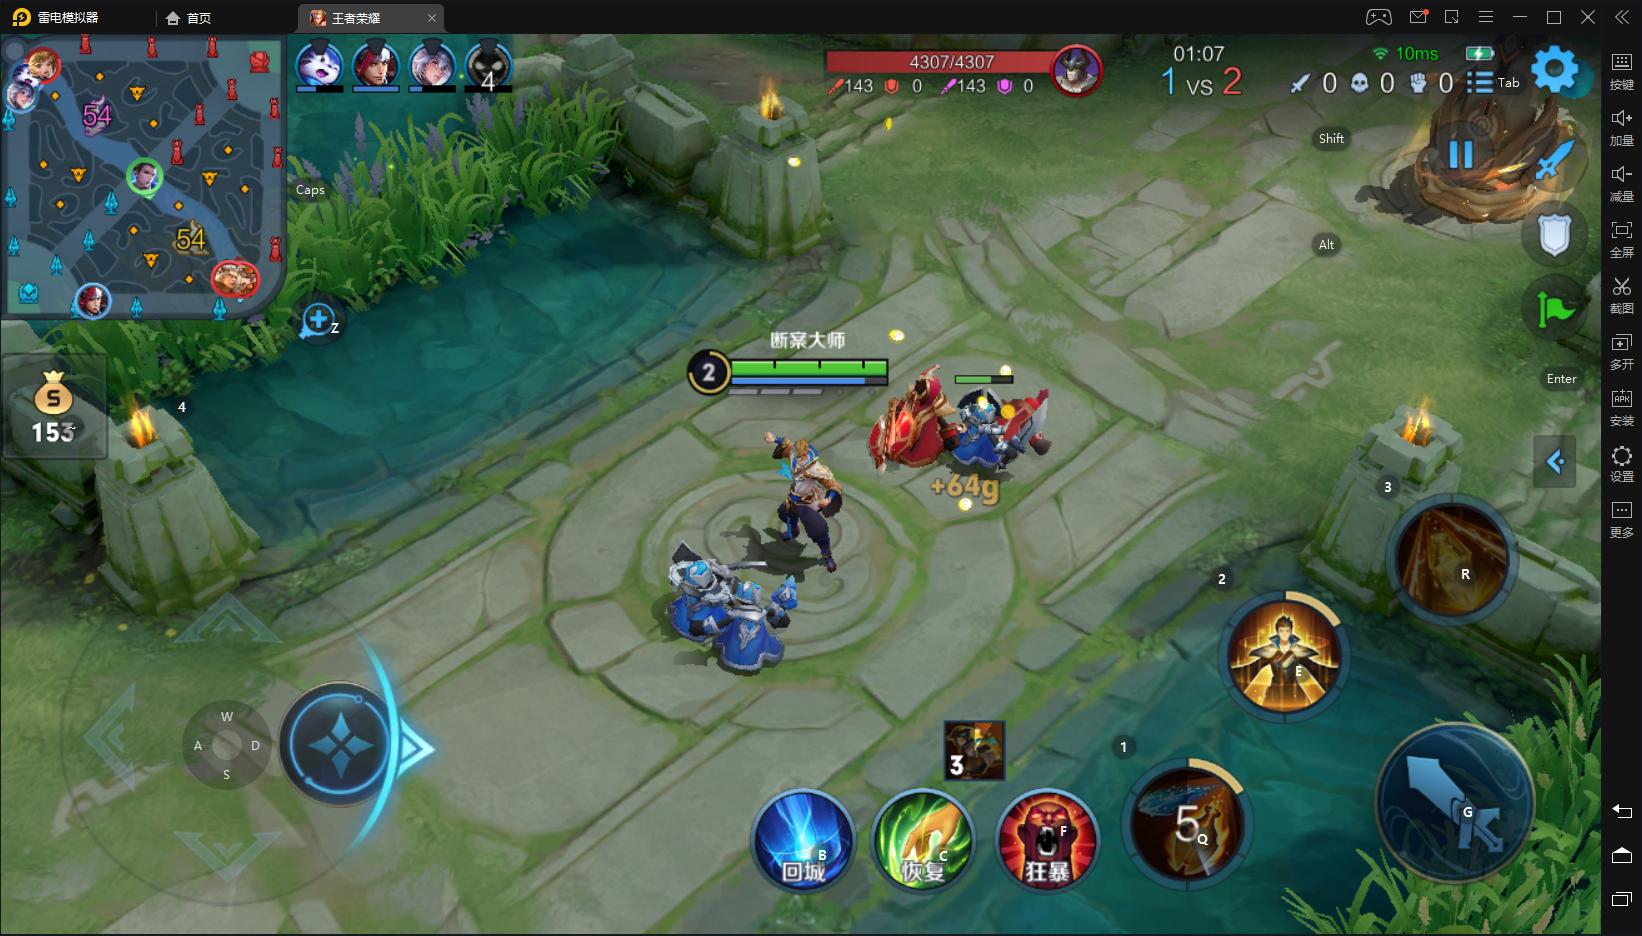 雷电模拟器
首页
王者荣耀
54
54
4
4307/4307
143 0 143 0
01:07
1 VS 2
10ms
0 0 0
Tab
Shift
Caps
Alt
Z
Enter
153
4
断案大师
2
+64g
3
R
2
E
1
5
Q
G
W
A D
S
3
B
回城
C
恢复
F
狂暴
按键
加量
减量
全屏
截图
多开
APK
安装
设置
更多